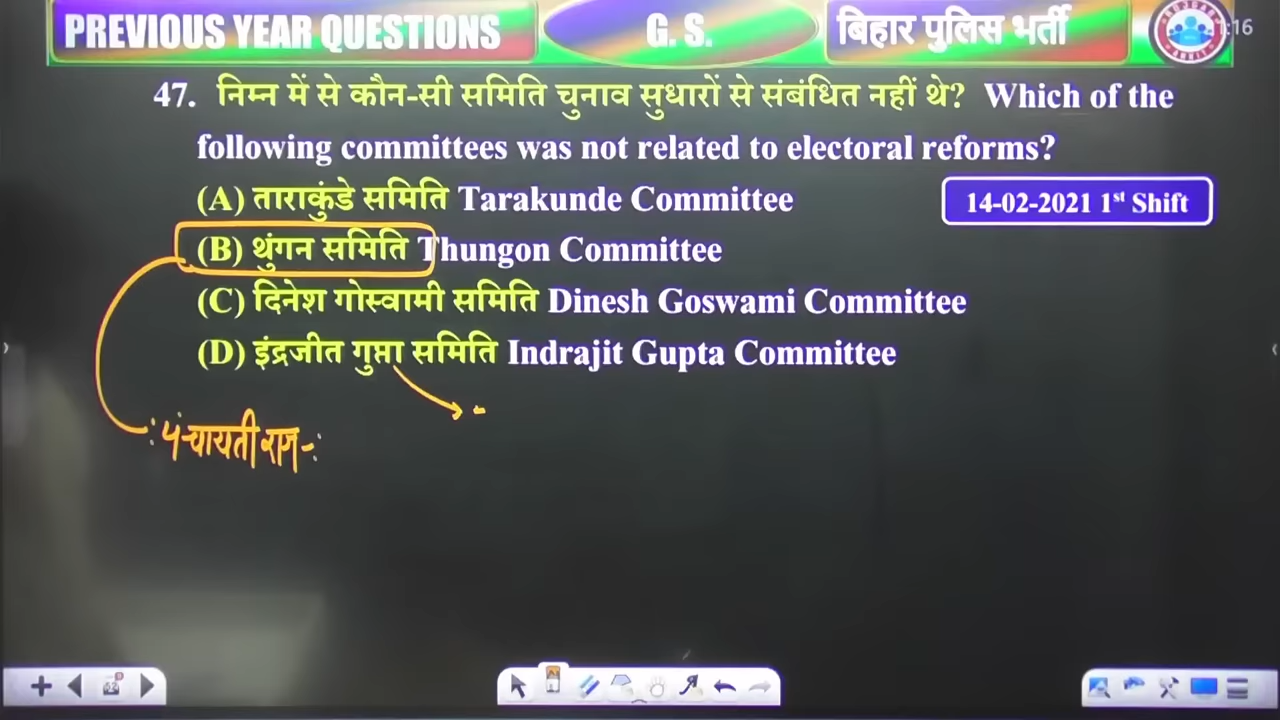 PREVIOUS YEAR QUESTIONS G. S. बिहार पुलिस भर्ती 1:16
47. निम्न में से कौन-सी समिति चुनाव सुधारों से संबंधित नहीं थे? Which of the
following committees was not related to electoral reforms?
(A) ताराकुंडे समिति Tarakunde Committee
14-02-2021 1st Shift
(B) थुंगन समिति Thungon Committee
(C) दिनेश गोस्वामी समिति Dinesh Goswami Committee
(D) इंद्रजीत गुप्ता समिति Indrajit Gupta Committee
पंचायती राज